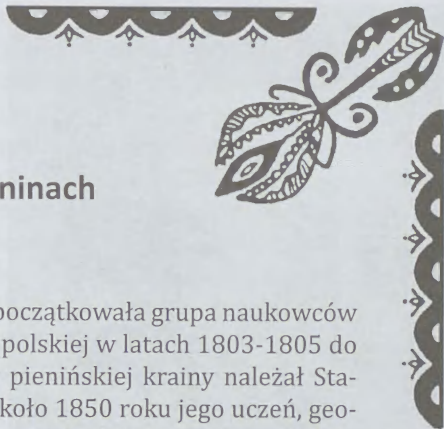 ninach
początkowała grupa naukowców
polskiej w latach 1803-1805 do
pienińskiej krainy należał Sta-
koło 1850 roku jego uczeń, geo-